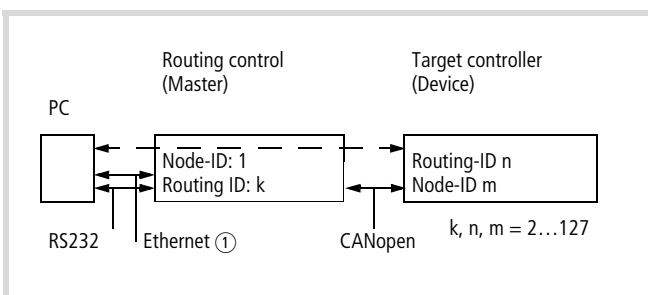 Routing control
(Master)
Target controller
(Device)
PC
Node-ID: 1
Routing ID: k
Routing-ID n
Node-ID m
RS232
Ethernet ①
CANopen
k, n, m = 2...127